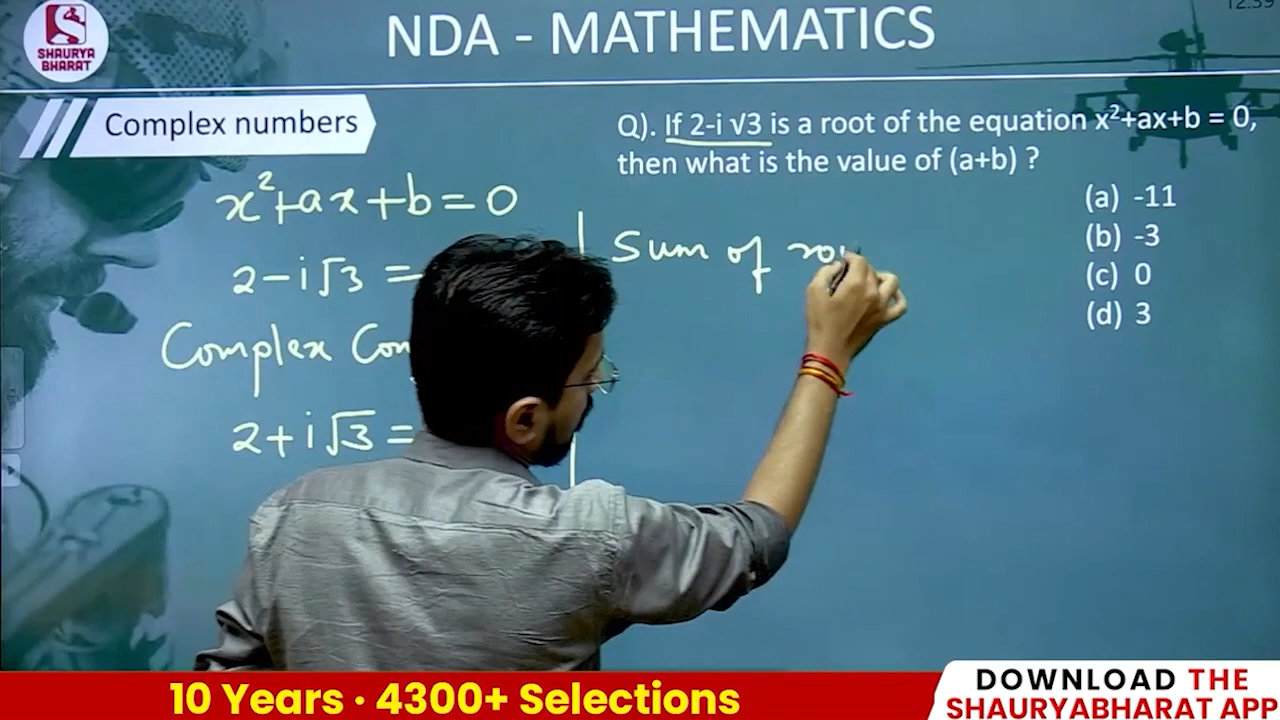 SHAURYA
BHARAT
NDA - MATHEMATICS
12:39
Complex numbers
Q). If 2-i √3 is a root of the equation x²+ax+b = 0,
then what is the value of (a+b) ?
(a) -11
(b) -3
(c) 0
(d) 3
x²+ax+b=0
2-i√3 =
Complex Con
2+i√3 =
Sum of
10 Years · 4300+ Selections
DOWNLOAD THE
SHAURYABHARAT APP